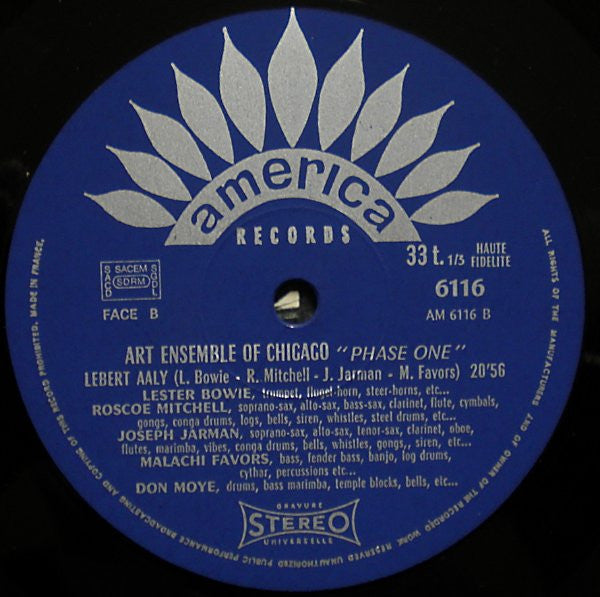 america
RECORDS
33 t. 1/3 HAUTE FIDELITE
SACEM SACD SDRM SGDL
6116
FACE B
AM 6116 B
ART ENSEMBLE OF CHIGACO "PHASE ONE"
LEBERT AALY (L. Bowie - R. Mitchell - J. Jarman - M. Favors) 20'56
LESTER BOWIE, trumpet, flugel-horn, steer-horns, etc...
ROSCOE MITCHELL, soprano-sax, alto-sax, bass-sax, clarinet, flute, cymbals,
gongs, conga drums, logs, bells, siren, whistles, steel drums, etc...
JOSEPH JARMAN, soprano-sax, alto-sax, tenor-sax, clarinet, oboe,
flutes, marimba, vibes, conga drums, bells, whistles, gongs,, siren, etc...
MALACHI FAVORS, bass, fender bass, banjo, log drums,
cythar, percussions etc...
DON MOYE, drums, bass marimba, temple blocks, bells, etc...
GRAVURE
STEREO
UNIVERSELLE
ALL RIGHTS OF THE MANUFACTURERS AND OF OWNER OF THE RECORDED WORK RESERVED UNAUTHORIZED PUBLIC PERFORMANCE BROADCASTING AND COPYING OF THIS RECORD PROHIBITED. MADE IN FRANCE.